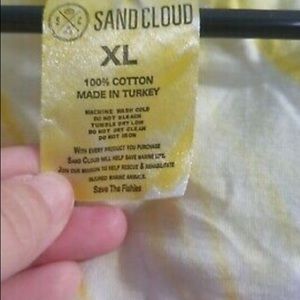 SAND CLOUD
XL
100% COTTON
MADE IN TURKEY
MACHINE WASH COLD
DO NOT BLEACH
TUMBLE DRY LOW
DO NOT DRY CLEAN
DO NOT IRON
WITH EVERY PRODUCT YOU PURCHASE
SAND CLOUD WILL HELP SAVE MARINE LIFE.
JOIN OUR MISSION TO HELP RESCUE & REHABILITATE
INJURED MARINE ANIMALS.
Save The Fishies